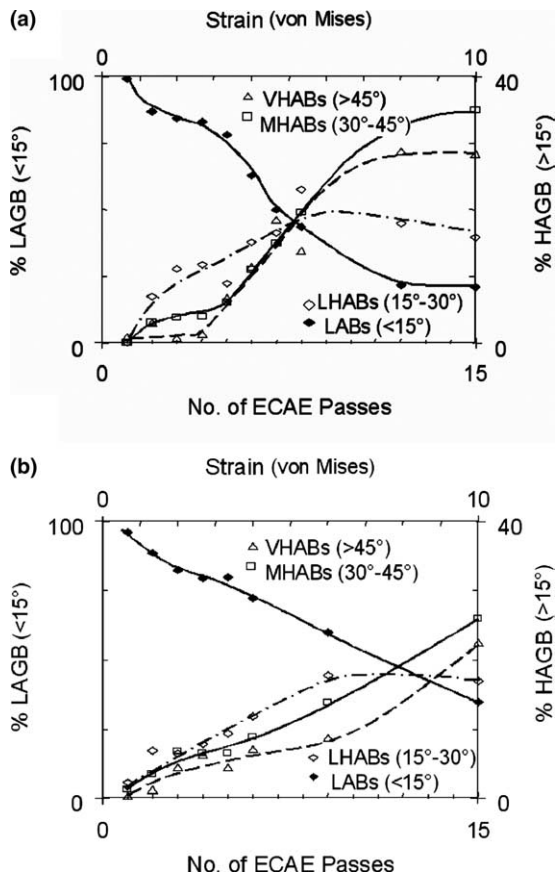 (a)
Strain (von Mises)
0
10
100
40
VHABs (>45°)
MHABs (30°-45°)
% LAGB (<15°)
% HAGB (>15°)
LHABs (15°-30°)
LABs (<15°)
0
0
0
15
No. of ECAE Passes
(b)
Strain (von Mises)
0
10
100
40
VHABs (>45°)
MHABs (30°-45°)
% LAGB (<15°)
% HAGB (>15°)
LHABs (15°-30°)
LABs (<15°)
0
0
0
15
No. of ECAE Passes